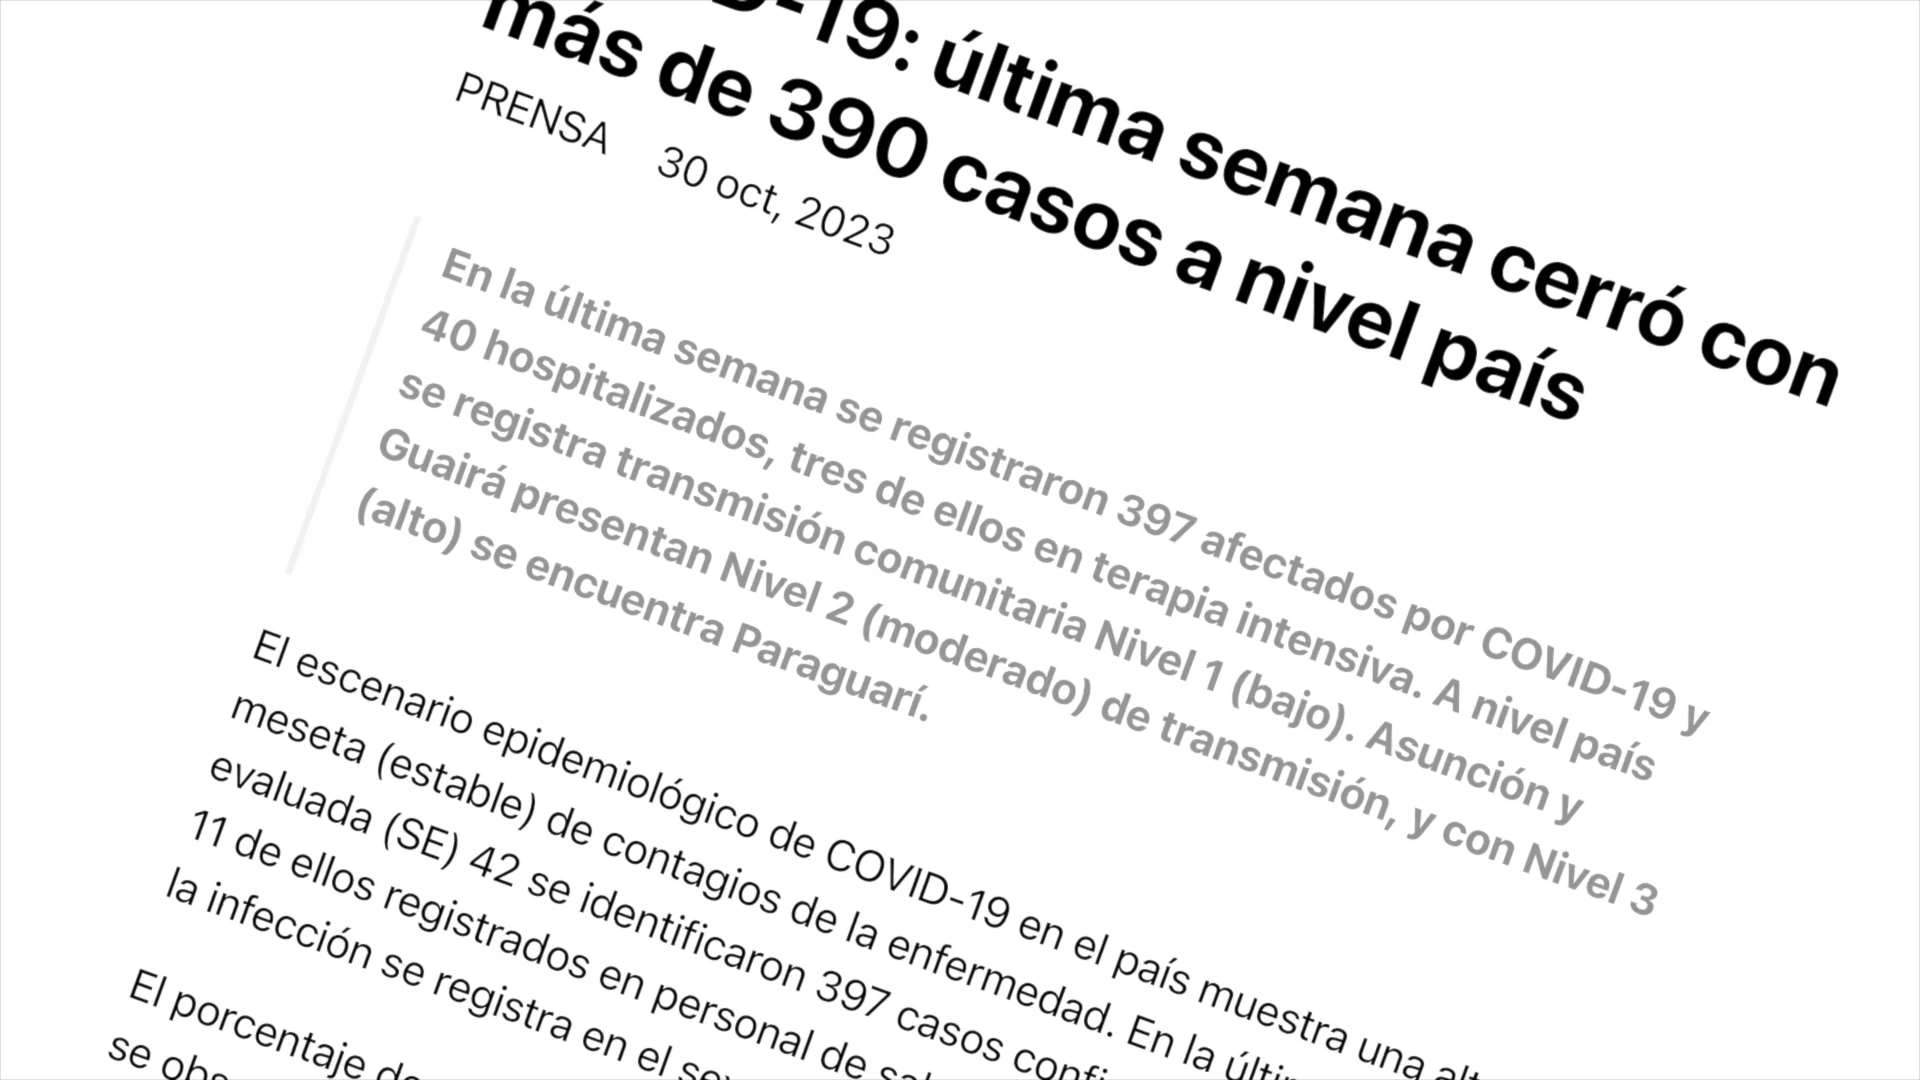 -19: última semana cerró con
más de 390 casos a nivel país
PRENSA 30 oct, 2023
En la última semana se registraron 397 afectados por COVID-19 y
40 hospitalizados, tres de ellos en terapia intensiva. A nivel país
se registra transmisión comunitaria Nivel 1 (bajo). Asunción y
Guairá presentan Nivel 2 (moderado) de transmisión, y con Nivel 3
(alto) se encuentra Paraguarí.
El escenario epidemiológico de COVID-19 en el país muestra una
meseta (estable) de contagios de la enfermedad. En la
evaluada (SE) 42 se identificaron 397 casos
11 de ellos registrados en personal de
la infección se registra en el
El porcentaje
se